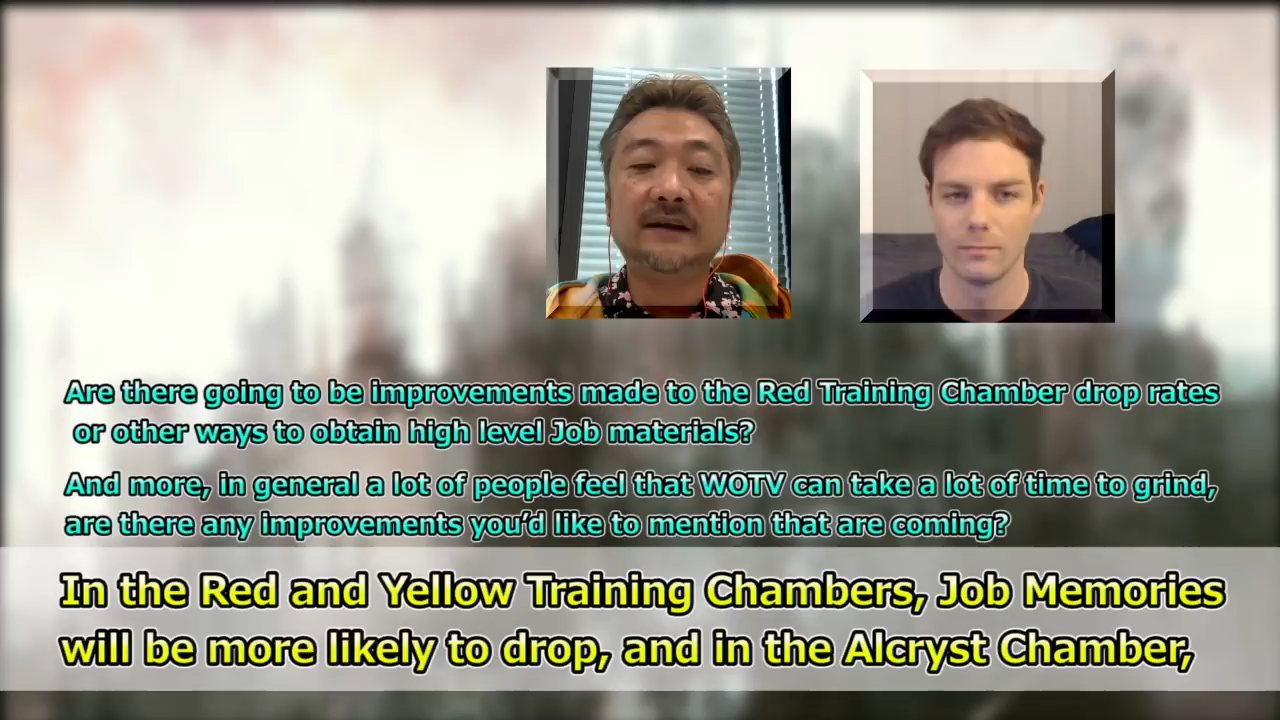 Are there going to be improvements made to the Red Training Chamber drop rates
or other ways to obtain high level Job materials?
And more, in general a lot of people feel that WOTV can take a lot of time to grind,
are there any improvements you'd like to mention that are coming?
In the Red and Yellow Training Chambers, Job Memories
will be more likely to drop, and in the Alcryst Chamber,